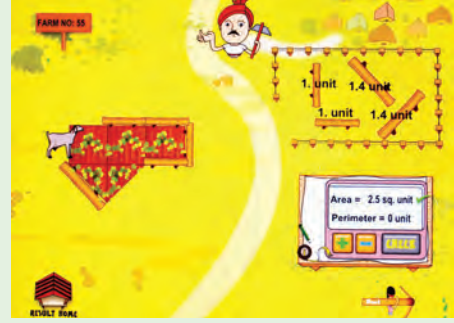 FARM NO: 55
1. unit
1.4 unit
1. unit
1.4 unit
Area = 2.5 sq. unit
Perimeter = 0 unit
RESULT HOME